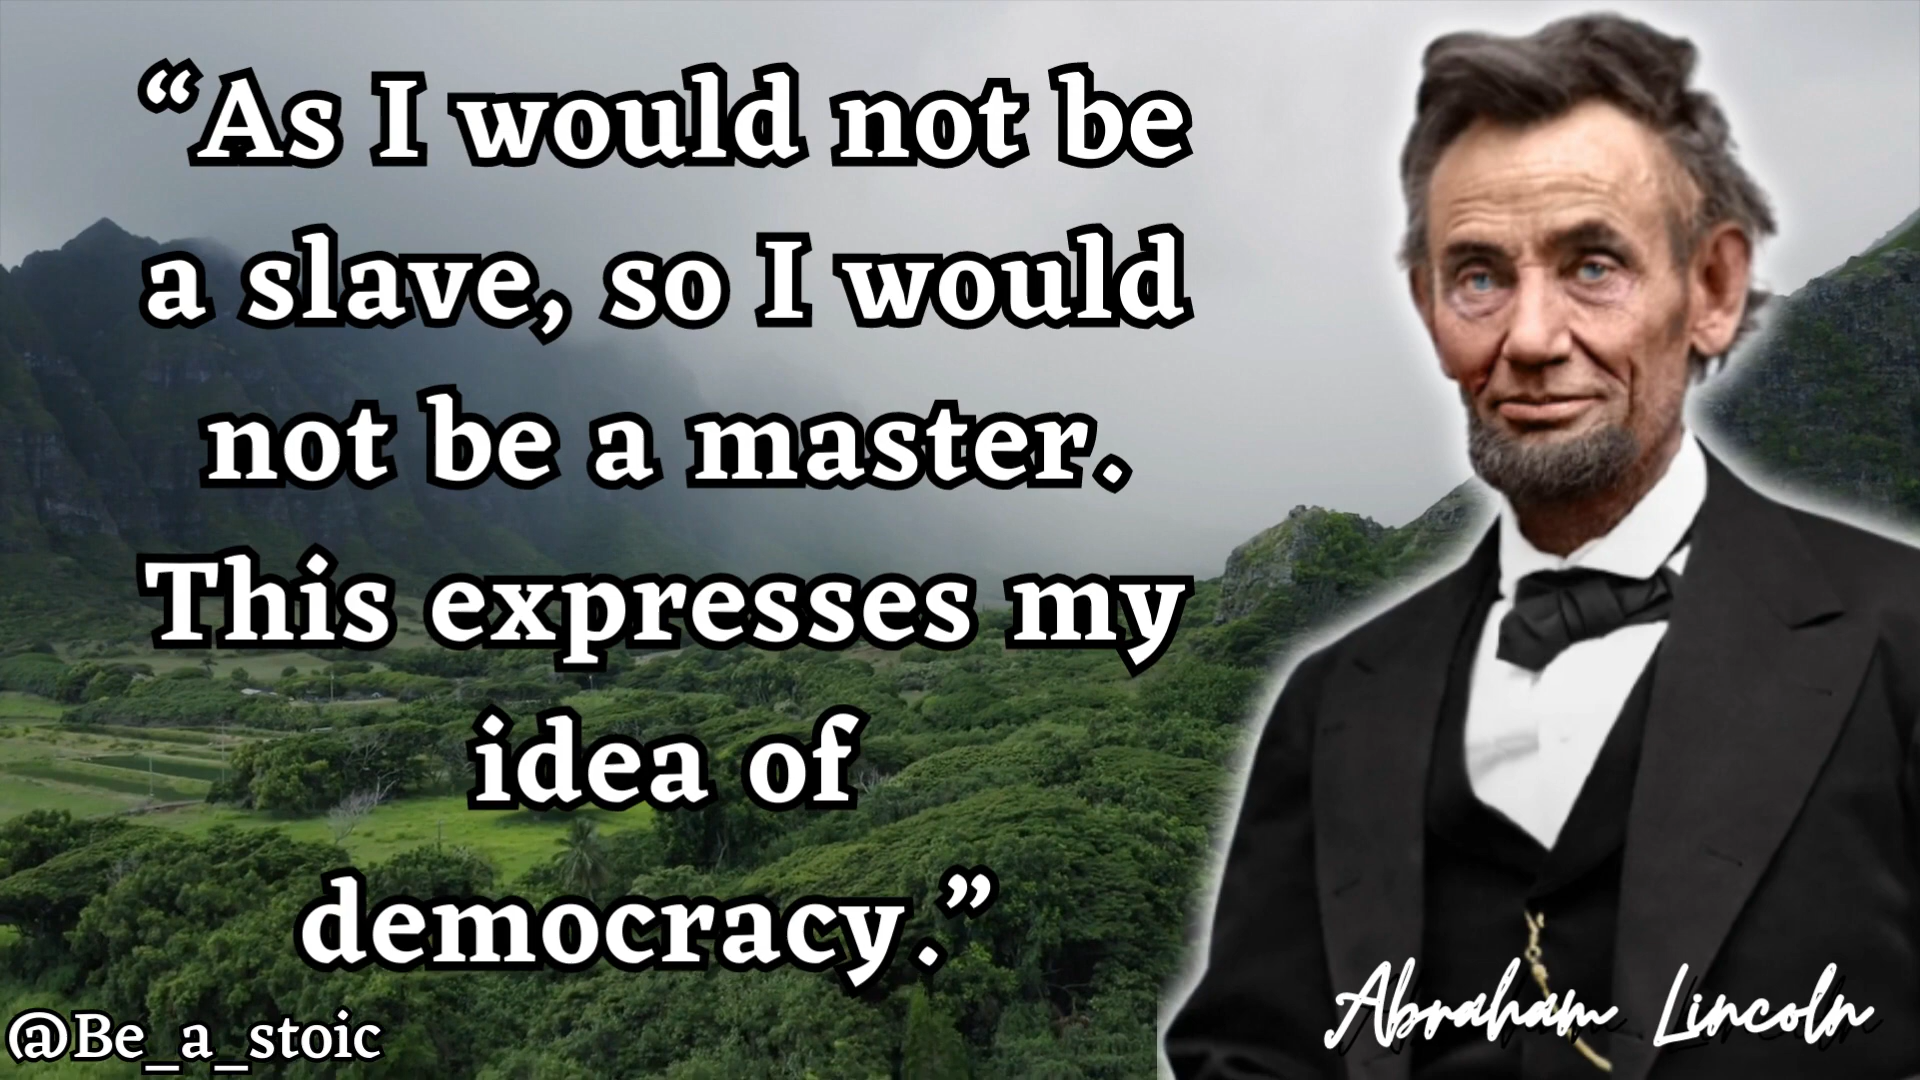 “As I would not be
a slave, so I would
not be a master.
This expresses my
idea of
democracy.”
@Be_a_stoic
Abraham Lincoln